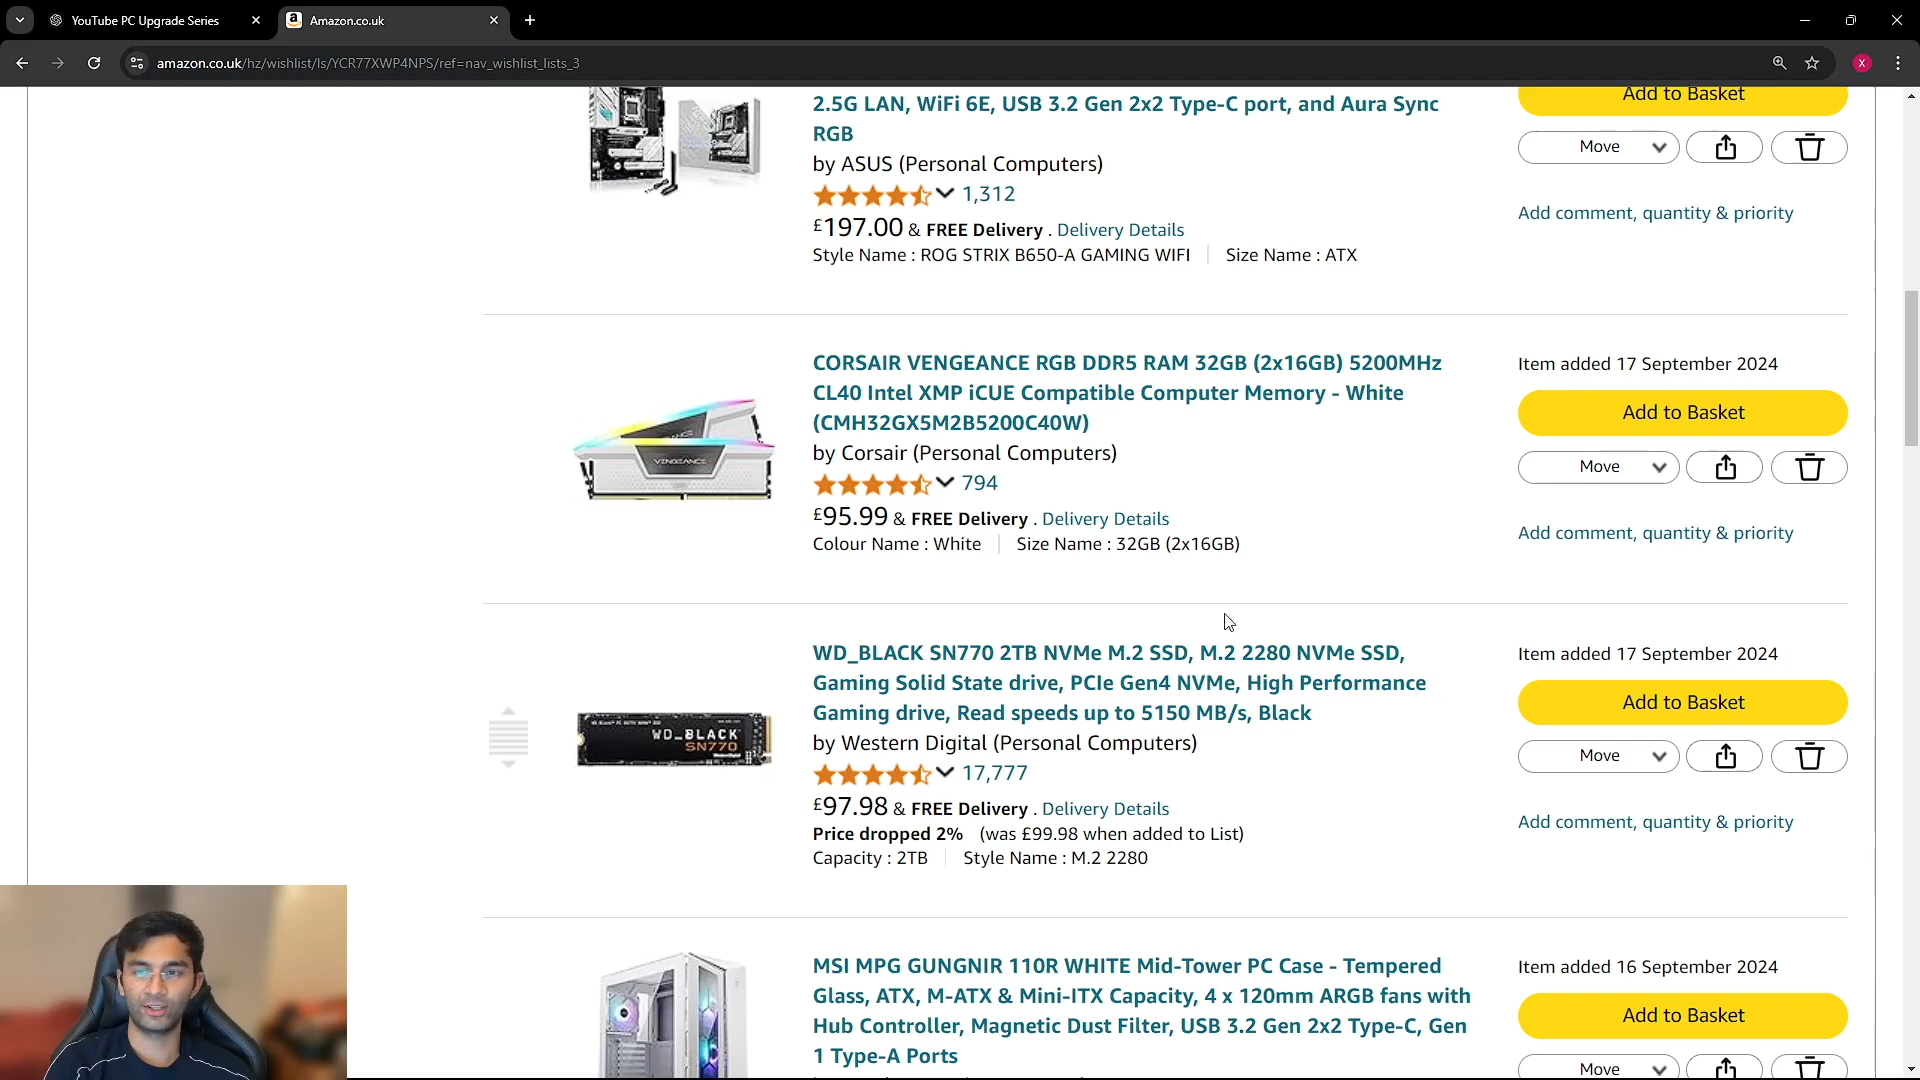 YouTube PC Upgrade Series
Amazon.co.uk
amazon.co.uk/hz/wishlist/ls/YCR77XWP4NPS/ref=nav_wishlist_lists_3
X
2.5G LAN, WiFi 6E, USB 3.2 Gen 2x2 Type-C port, and Aura Sync
RGB
by ASUS (Personal Computers)
1,312
£197.00 & FREE Delivery . Delivery Details
Style Name : ROG STRIX B650-A GAMING WIFI | Size Name : ATX
Add to Basket
Move
Add comment, quantity & priority
CORSAIR VENGEANCE RGB DDR5 RAM 32GB (2x16GB) 5200MHz
CL40 Intel XMP iCUE Compatible Computer Memory - White
(CMH32GX5M2B5200C40W)
by Corsair (Personal Computers)
794
£95.99 & FREE Delivery . Delivery Details
Colour Name : White | Size Name : 32GB (2x16GB)
VENGEANCE
Item added 17 September 2024
Add to Basket
Move
Add comment, quantity & priority
WD_BLACK SN770 2TB NVMe M.2 SSD, M.2 2280 NVMe SSD,
Gaming Solid State drive, PCIe Gen4 NVMe, High Performance
Gaming drive, Read speeds up to 5150 MB/s, Black
by Western Digital (Personal Computers)
17,777
£97.98 & FREE Delivery . Delivery Details
Price dropped 2% (was £99.98 when added to List)
Capacity : 2TB | Style Name : M.2 2280
WD_BLACK
SN770
Item added 17 September 2024
Add to Basket
Move
Add comment, quantity & priority
MSI MPG GUNGNIR 110R WHITE Mid-Tower PC Case - Tempered
Glass, ATX, M-ATX & Mini-ITX Capacity, 4 x 120mm ARGB fans with
Hub Controller, Magnetic Dust Filter, USB 3.2 Gen 2x2 Type-C, Gen
1 Type-A Ports
Item added 16 September 2024
Add to Basket
Move